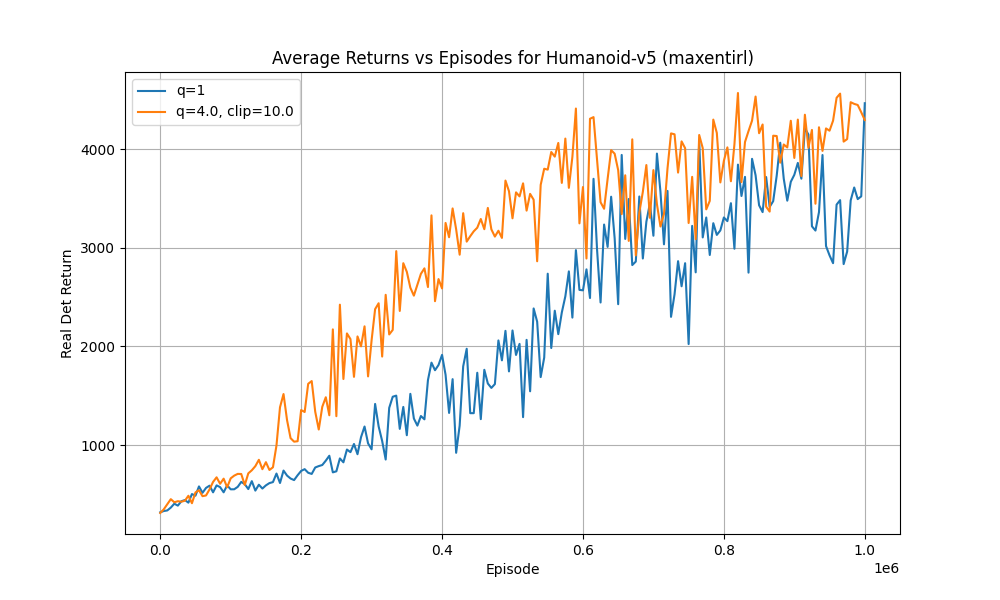 Average Returns vs Episodes for Humanoid-v5 (maxentirl)
q=1
q=4.0, clip=10.0
Real Det Return
4000
3000
2000
1000
0.0 0.2 0.4 0.6 0.8 1.0
Episode
1e6